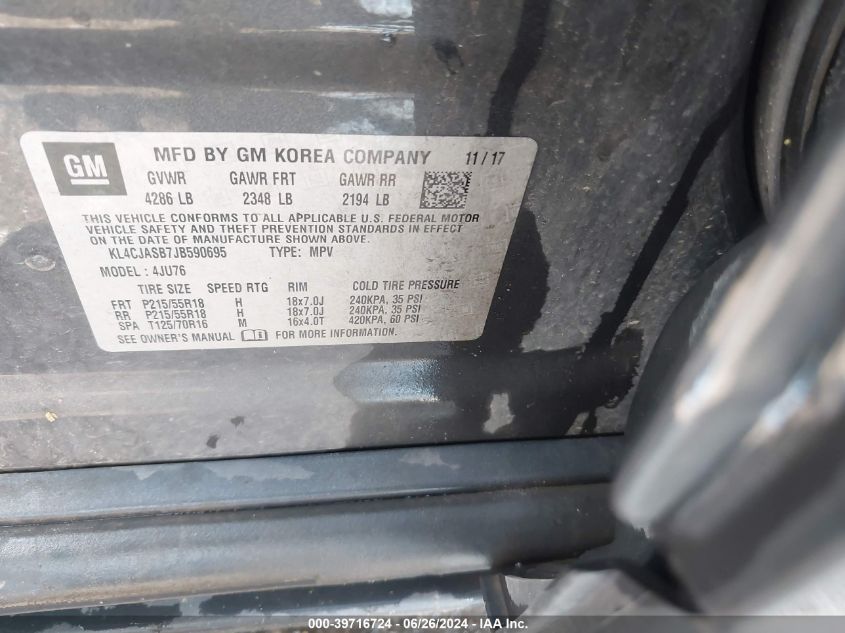 GM
MFD BY GM KOREA COMPANY 11/17
GVWR GAWR FRT GAWR RR
4286 LB 2348 LB 2194 LB
THIS VEHICLE CONFORMS TO ALL APPLICABLE U.S. FEDERAL MOTOR
VEHICLE SAFETY AND THEFT PREVENTION STANDARDS IN EFFECT ON
THE DATE OF MANUFACTURE SHOWN ABOVE.
KL4CJASB7JB590695 TYPE: MPV
MODEL : 4JU76
TIRE SIZE SPEED RTG RIM COLD TIRE PRESSURE
FRT P215/55R18 H 18x7.0J 240KPA, 35 PSI
RR P215/55R18 H 18x7.0J 240KPA, 35 PSI
SPA T125/70R16 M 16x4.0T 420KPA, 60 PSI
SEE OWNER'S MANUAL FOR MORE INFORMATION.
000-39716724 - 06/26/2024 - IAA Inc.